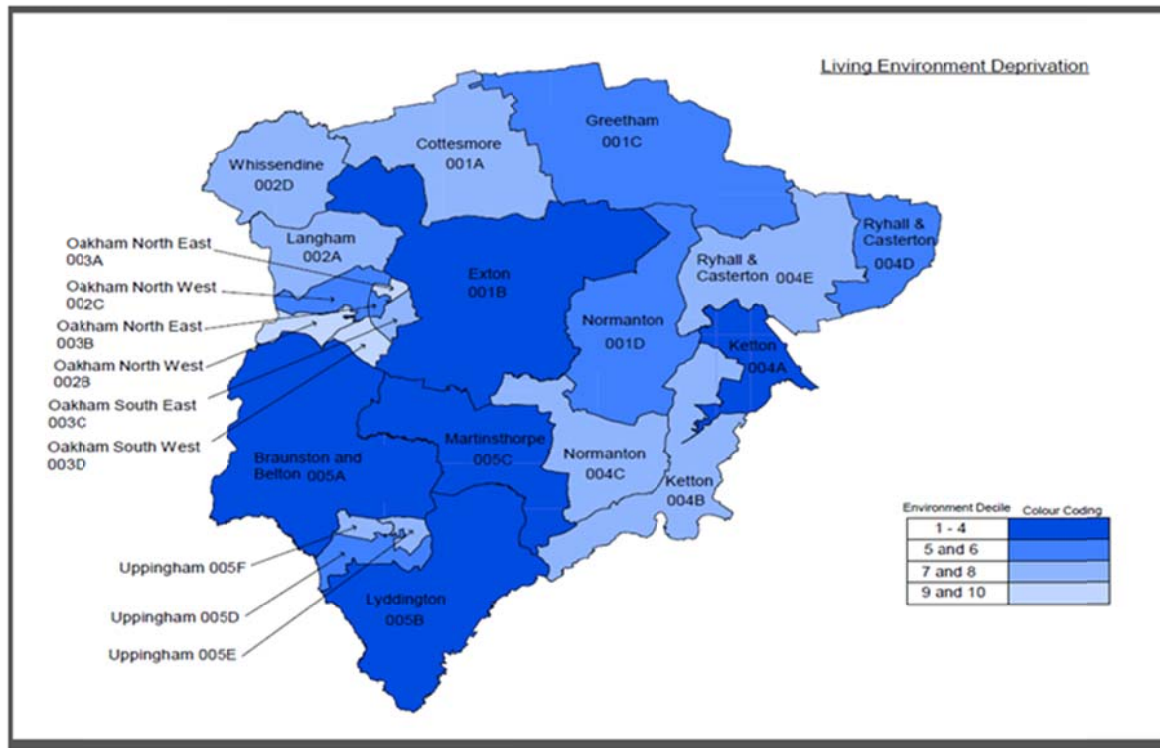 Living Environment Deprivation
Greetham
001C
Cottesmore
001A
Whissendine
002D
Ryhall &
Casterton
004D
Langham
002A
Oakham North East
003A
Ryhall &
Casterton 004E
Exton
001B
Oakham North West
002C
Normanton
001D
Oakham North East
003B
Ketton
004A
Oakham North West
002B
Oakham South East
003C
Oakham South West
003D
Martinsthorpe
005C
Normanton
004C
Braunston and
Belton 005A
Ketton
004B
Uppingham 005F
Uppingham 005D
Uppingham 005E
Lyddington
005B
Environment Decile Colour Coding
1 - 4
5 and 6
7 and 8
9 and 10